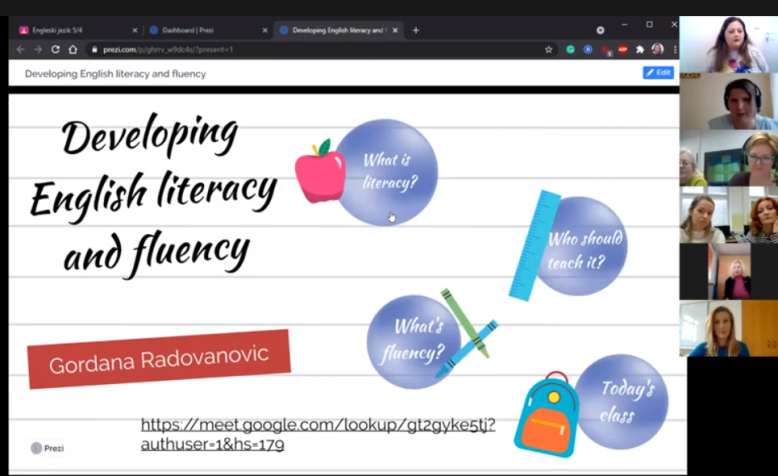 Engleski jezik 5/4
Dashboard | Prezi
Developing English literacy and
prezi.com/p/ghrrv_w9dc4s/?present=1
Developing English literacy and fluency
Edit
Developing
English literacy
and fluency
What is
literacy?
Who should
teach it?
What's
fluency?
Gordana Radovanovic
Today's
class
https://meet.google.com/lookup/gt2gyke5tj?
authuser=1&hs=179
Prezi